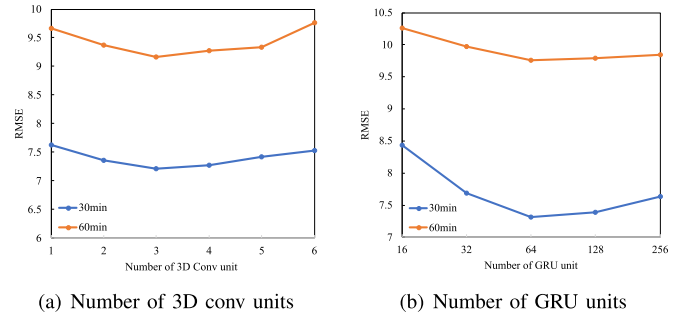 10
9.5
9
8.5
8
7.5
7
6.5
6
RMSE
30min
60min
1 2 3 4 5 6
Number of 3D Conv unit
(a) Number of 3D conv units
10.5
10
9.5
9
8.5
8
7.5
7
RMSE
30min
60min
16 32 64 128 256
Number of GRU unit
(b) Number of GRU units